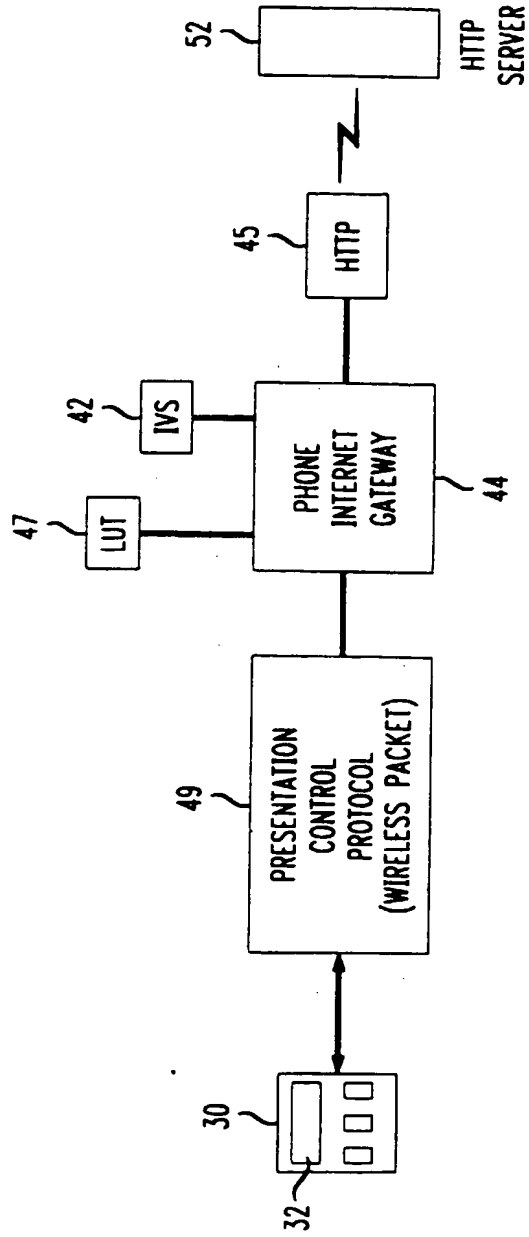 30
32
49
PRESENTATION
CONTROL
PROTOCOL
(WIRELESS PACKET)
47
LUT
42
IVS
PHONE
INTERNET
GATEWAY
44
45
HTTP
52
HTTP
SERVER